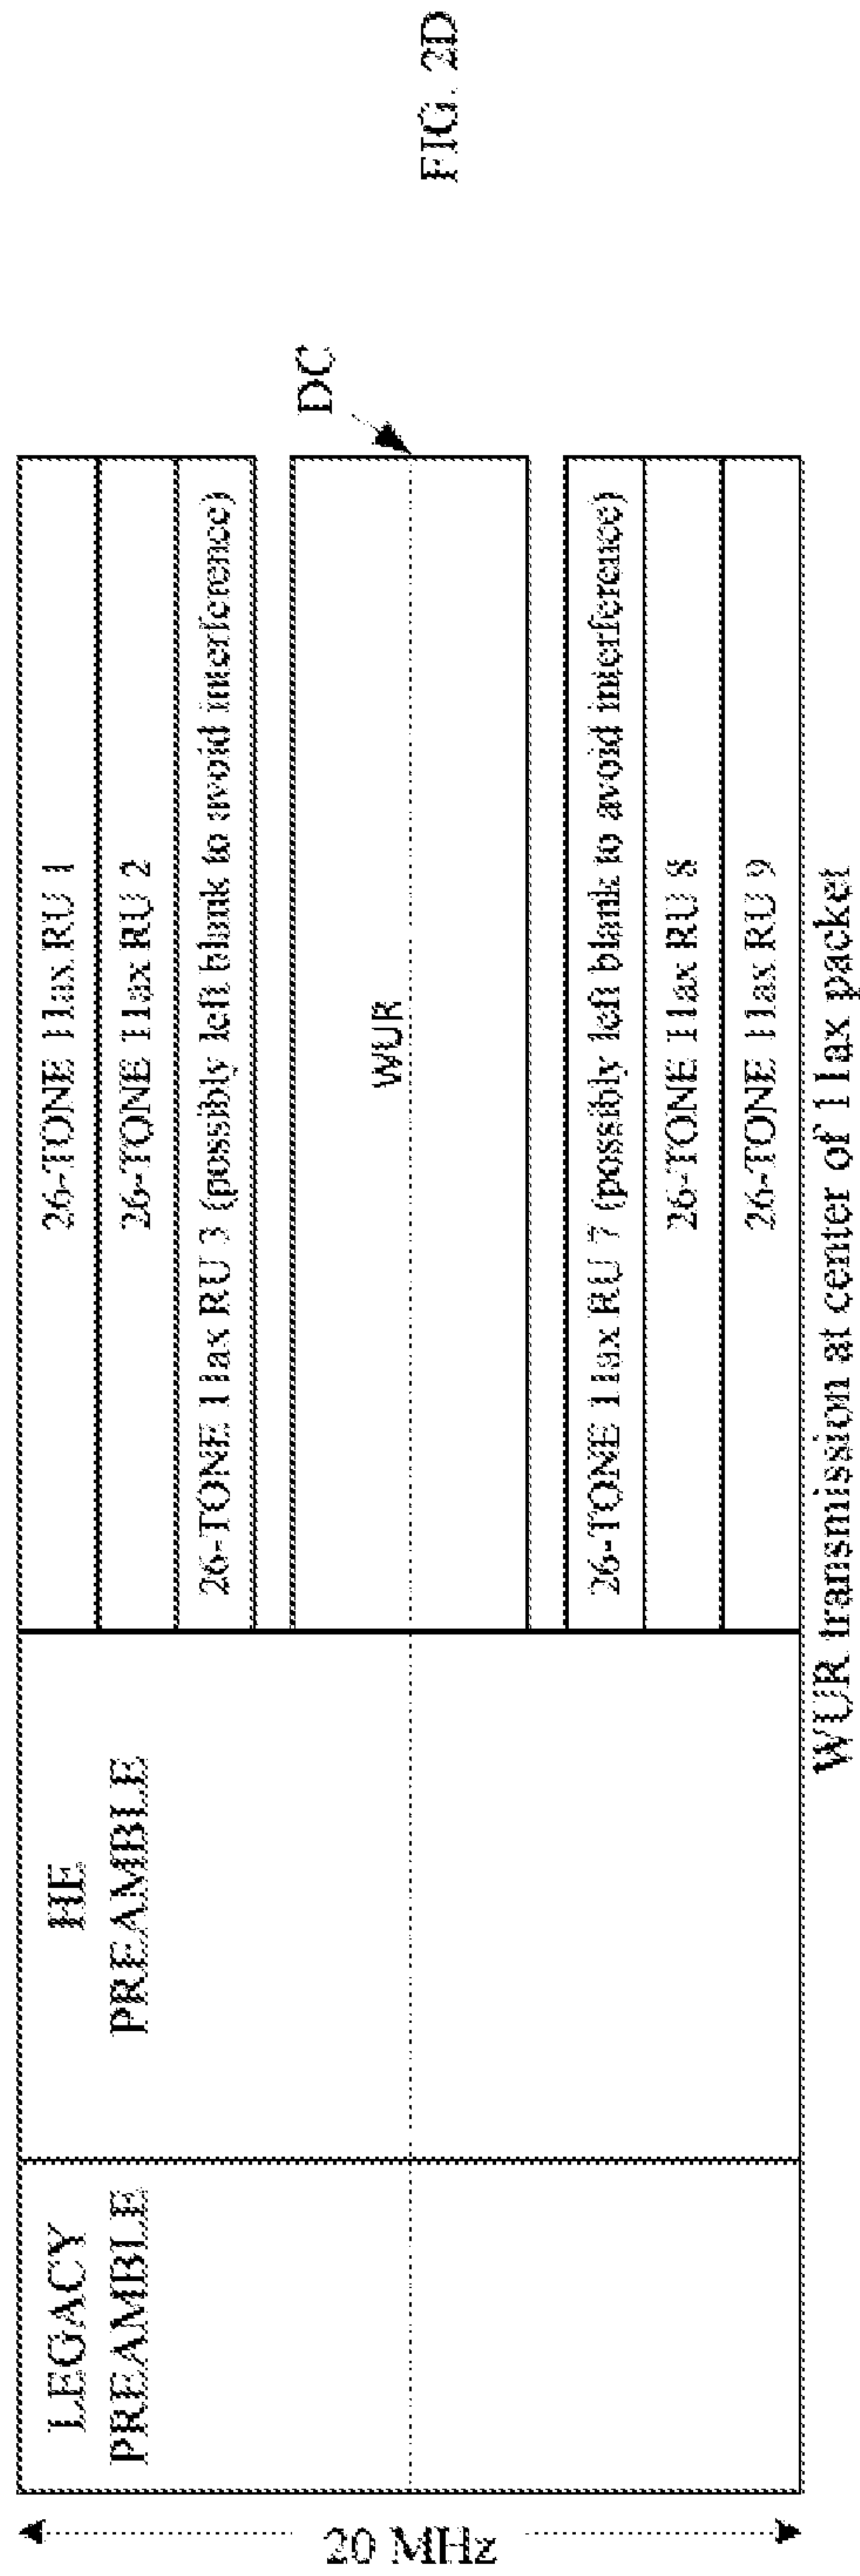 LEGACY
PREAMBLE
HE
PREAMBLE
26-TONE 11ax RU 1
26-TONE 11ax RU 2
26-TONE 11ax RU 3 (possibly left blank to avoid interference)
WUR
DC
26-TONE 11ax RU 7 (possibly left blank to avoid interference)
26-TONE 11ax RU 8
26-TONE 11ax RU 9
20 MHz
WUR transmission at center of 11ax packet
FIG. 2D